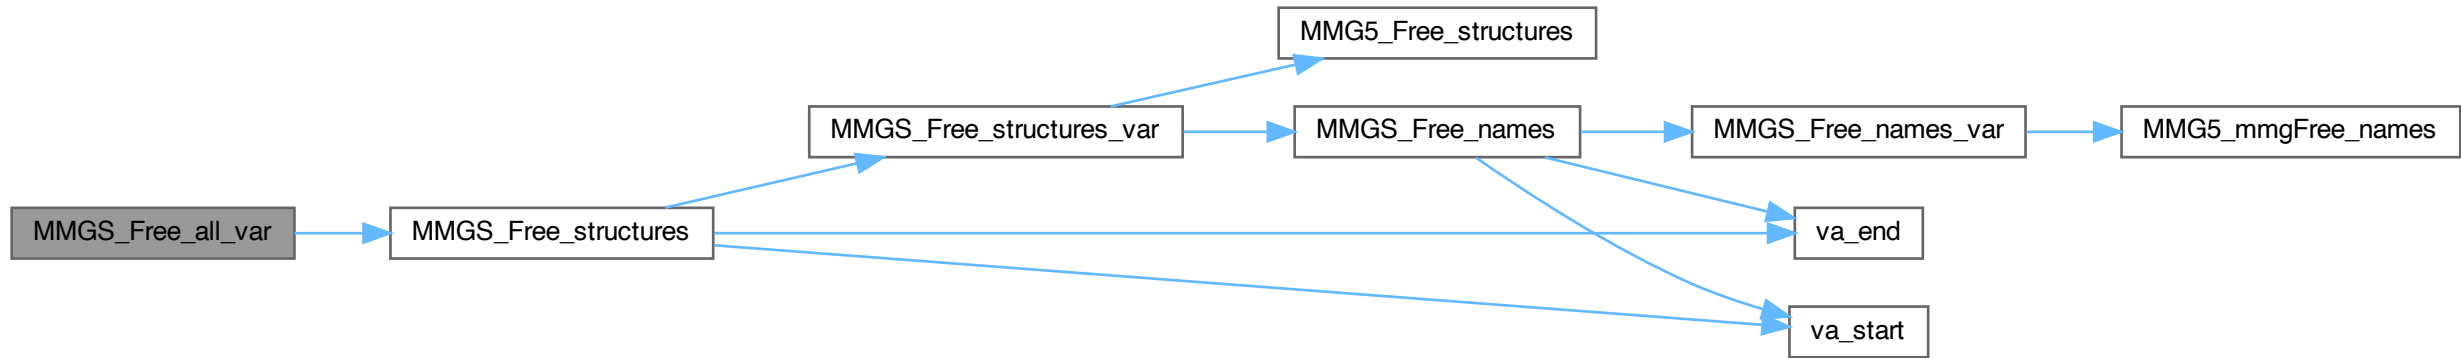 MMG5_Free_structures
MMGS_Free_structures_var
MMGS_Free_names
MMGS_Free_names_var
MMG5_mmgFree_names
MMGS_Free_all_var
MMGS_Free_structures
va_end
va_start